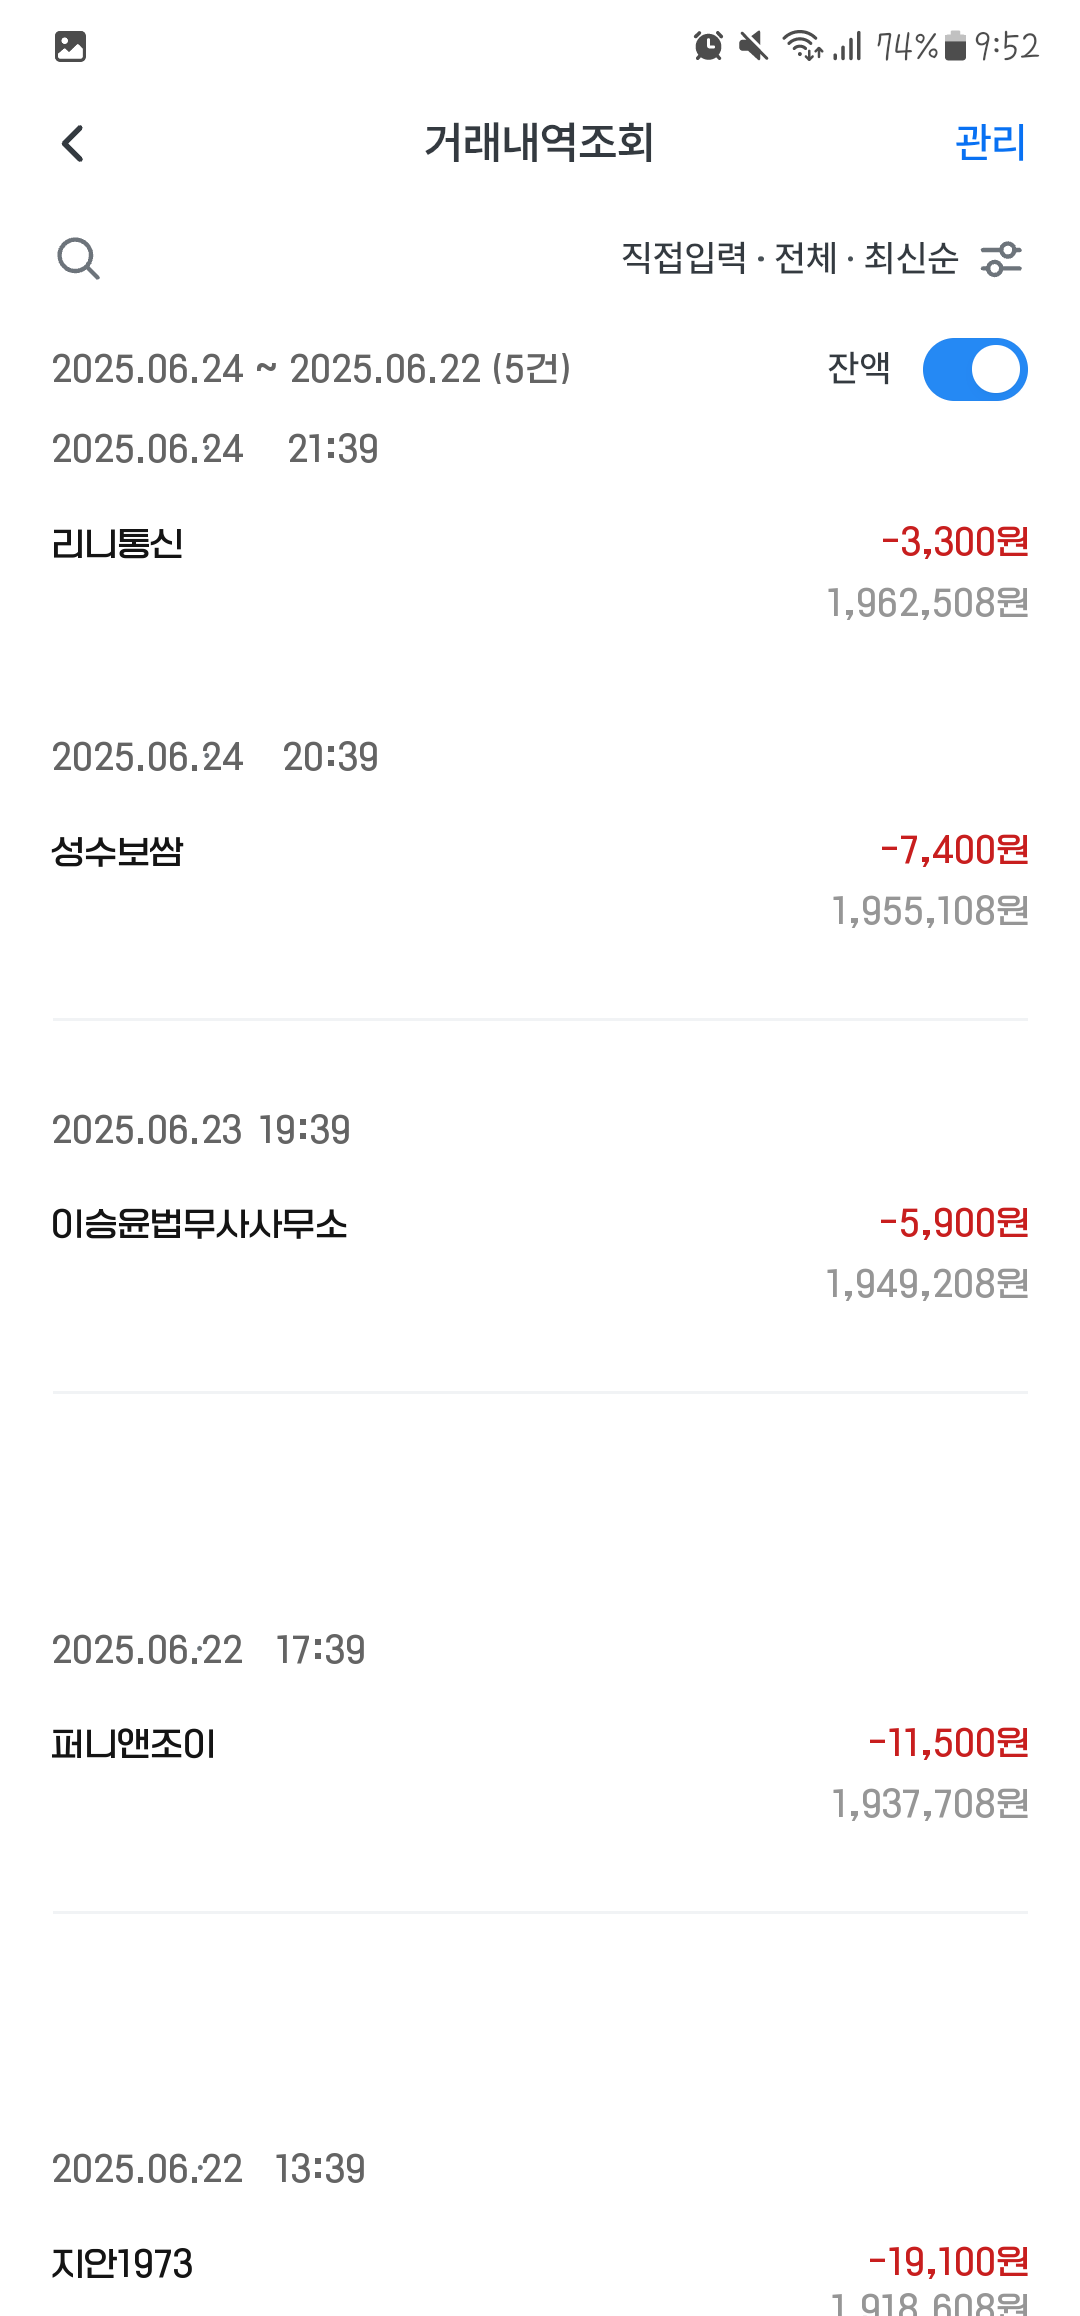 74% 9:52
거래내역조회 관리
직접입력 · 전체 · 최신순
2025.06.24 ~ 2025.06.22 (5건) 잔액
2025.06.24 21:39
리니통신 -3,300원
1,962,508원
2025.06.24 20:39
성수보쌈 -7,400원
1,955,108원
2025.06.23 19:39
이승윤법무사사무소 -5,900원
1,949,208원
2025.06.22 17:39
퍼니앤조이 -11,500원
1,937,708원
2025.06.22 13:39
지안1973 -19,100원
1,918,608원